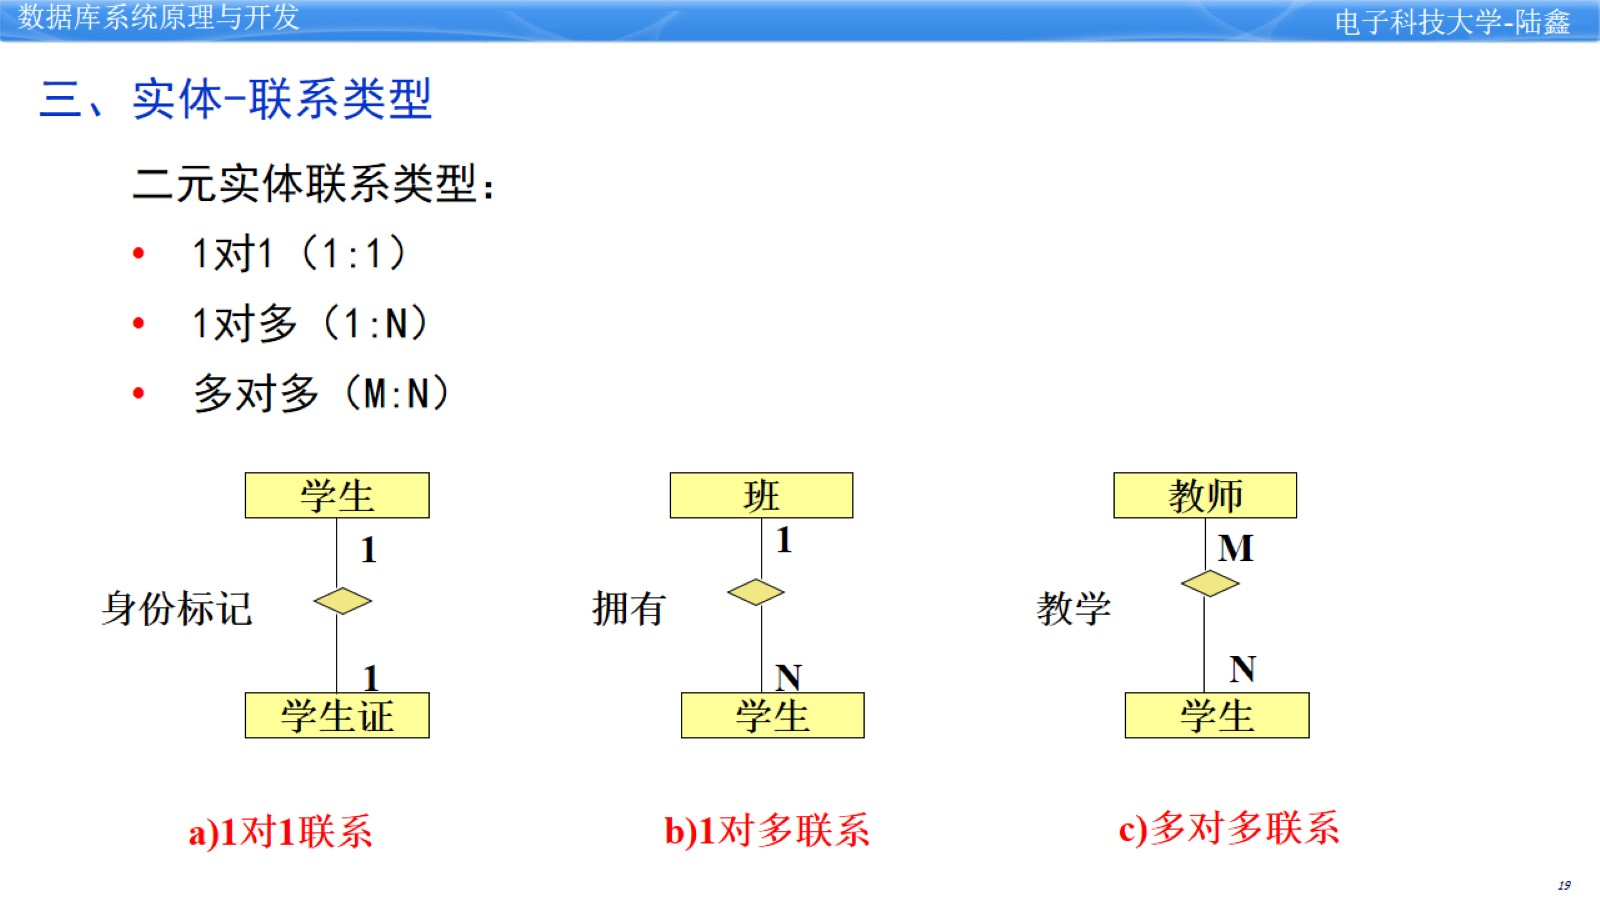 数据库系统原理与开发
电子科技大学-陆鑫
三、实体-联系类型
二元实体联系类型：
• 1对1（1:1）
• 1对多（1:N）
• 多对多（M:N）
学生
1
身份标记
1
学生证
a)1对1联系
班
1
拥有
N
学生
b)1对多联系
教师
M
教学
N
学生
c)多对多联系
19